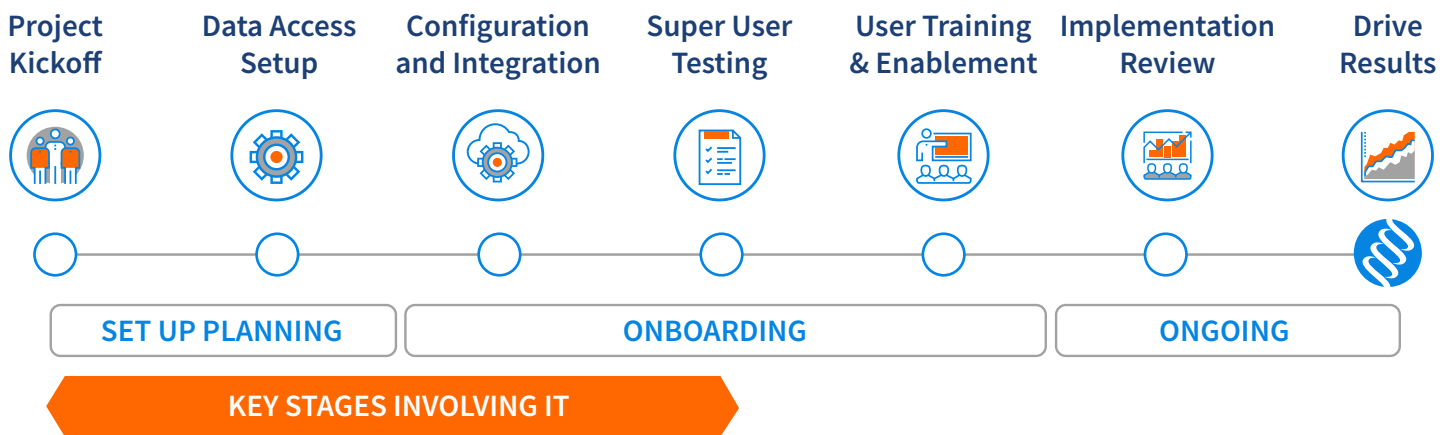 Project
Kickoff
Data Access
Setup
Configuration
and Integration
Super User
Testing
User Training
& Enablement
Implementation
Review
Drive
Results
SET UP PLANNING
ONBOARDING
ONGOING
KEY STAGES INVOLVING IT